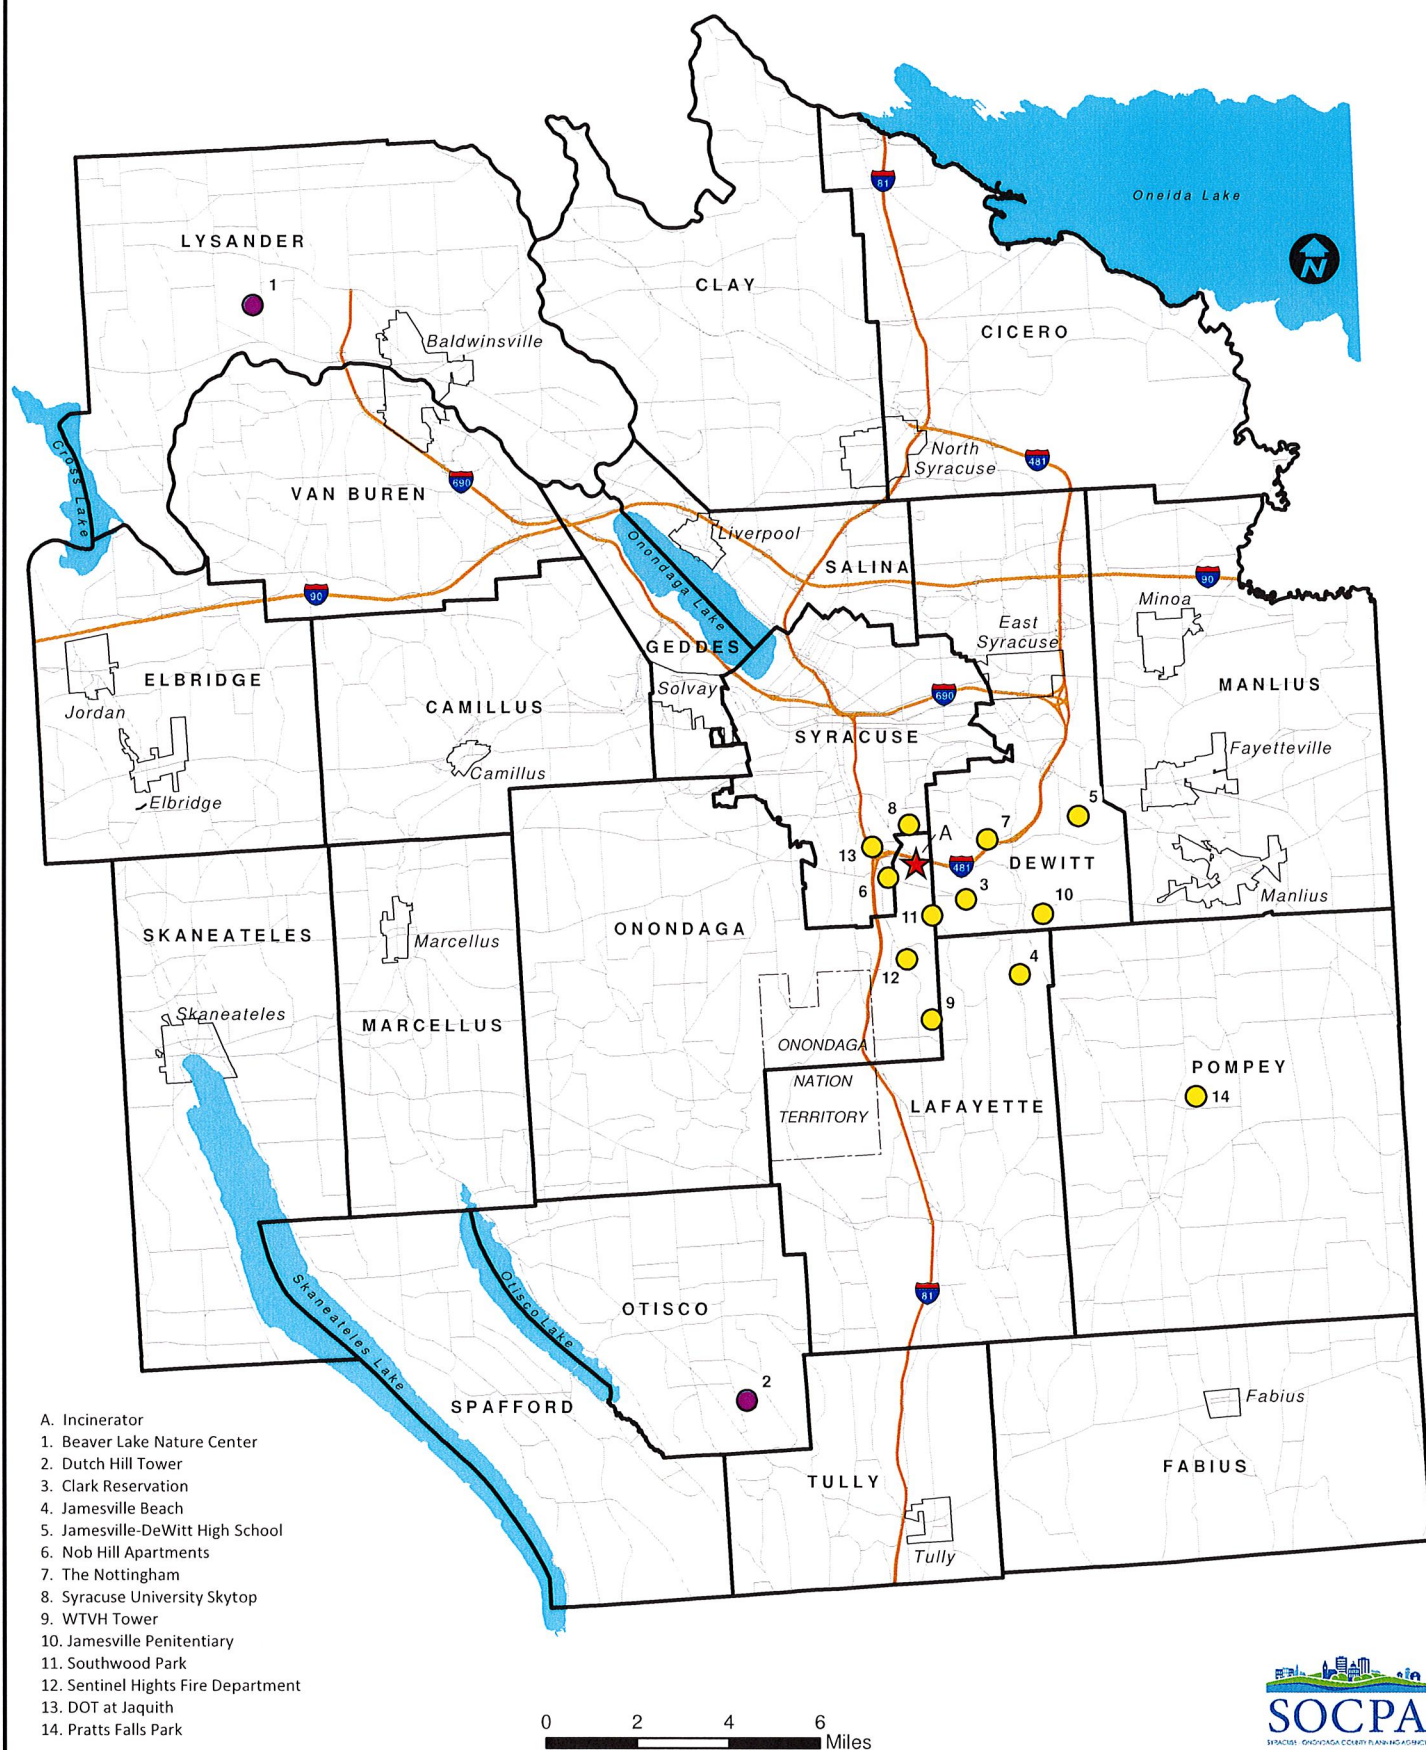 81
Oneida Lake
N
LYSANDER
1
CLAY
CICERO
Baldwinsville
Cross Lake
North
Syracuse
481
690
VAN BUREN
Liverpool
Onondaga Lake
SALINA
90
90
Minoa
East
Syracuse
GEDDES
ELBRIDGE
Solvay
MANLIUS
690
Jordan
CAMILLUS
SYRACUSE
Fayetteville
Camillus
Elbridge
5
8
7
A
13
DEWITT
481
6
3
Manlius
11
10
SKANEATELES
Marcellus
ONONDAGA
4
12
Skaneateles
9
MARCELLUS
ONONDAGA
NATION
TERRITORY
POMPEY
14
LAFAYETTE
Skaneateles Lake
Otisco Lake
OTISCO
81
2
SPAFFORD
Fabius
FABIUS
TULLY
Tully
A. Incinerator
1. Beaver Lake Nature Center
2. Dutch Hill Tower
3. Clark Reservation
4. Jamesville Beach
5. Jamesville-DeWitt High School
6. Nob Hill Apartments
7. The Nottingham
8. Syracuse University Skytop
9. WTVH Tower
10. Jamesville Penitentiary
11. Southwood Park
12. Sentinel Hights Fire Department
13. DOT at Jaquith
14. Pratts Falls Park
0 2 4 6
Miles
SOCPA
SYRACUSE-ONONDAGA COUNTY PLANNING AGENCY